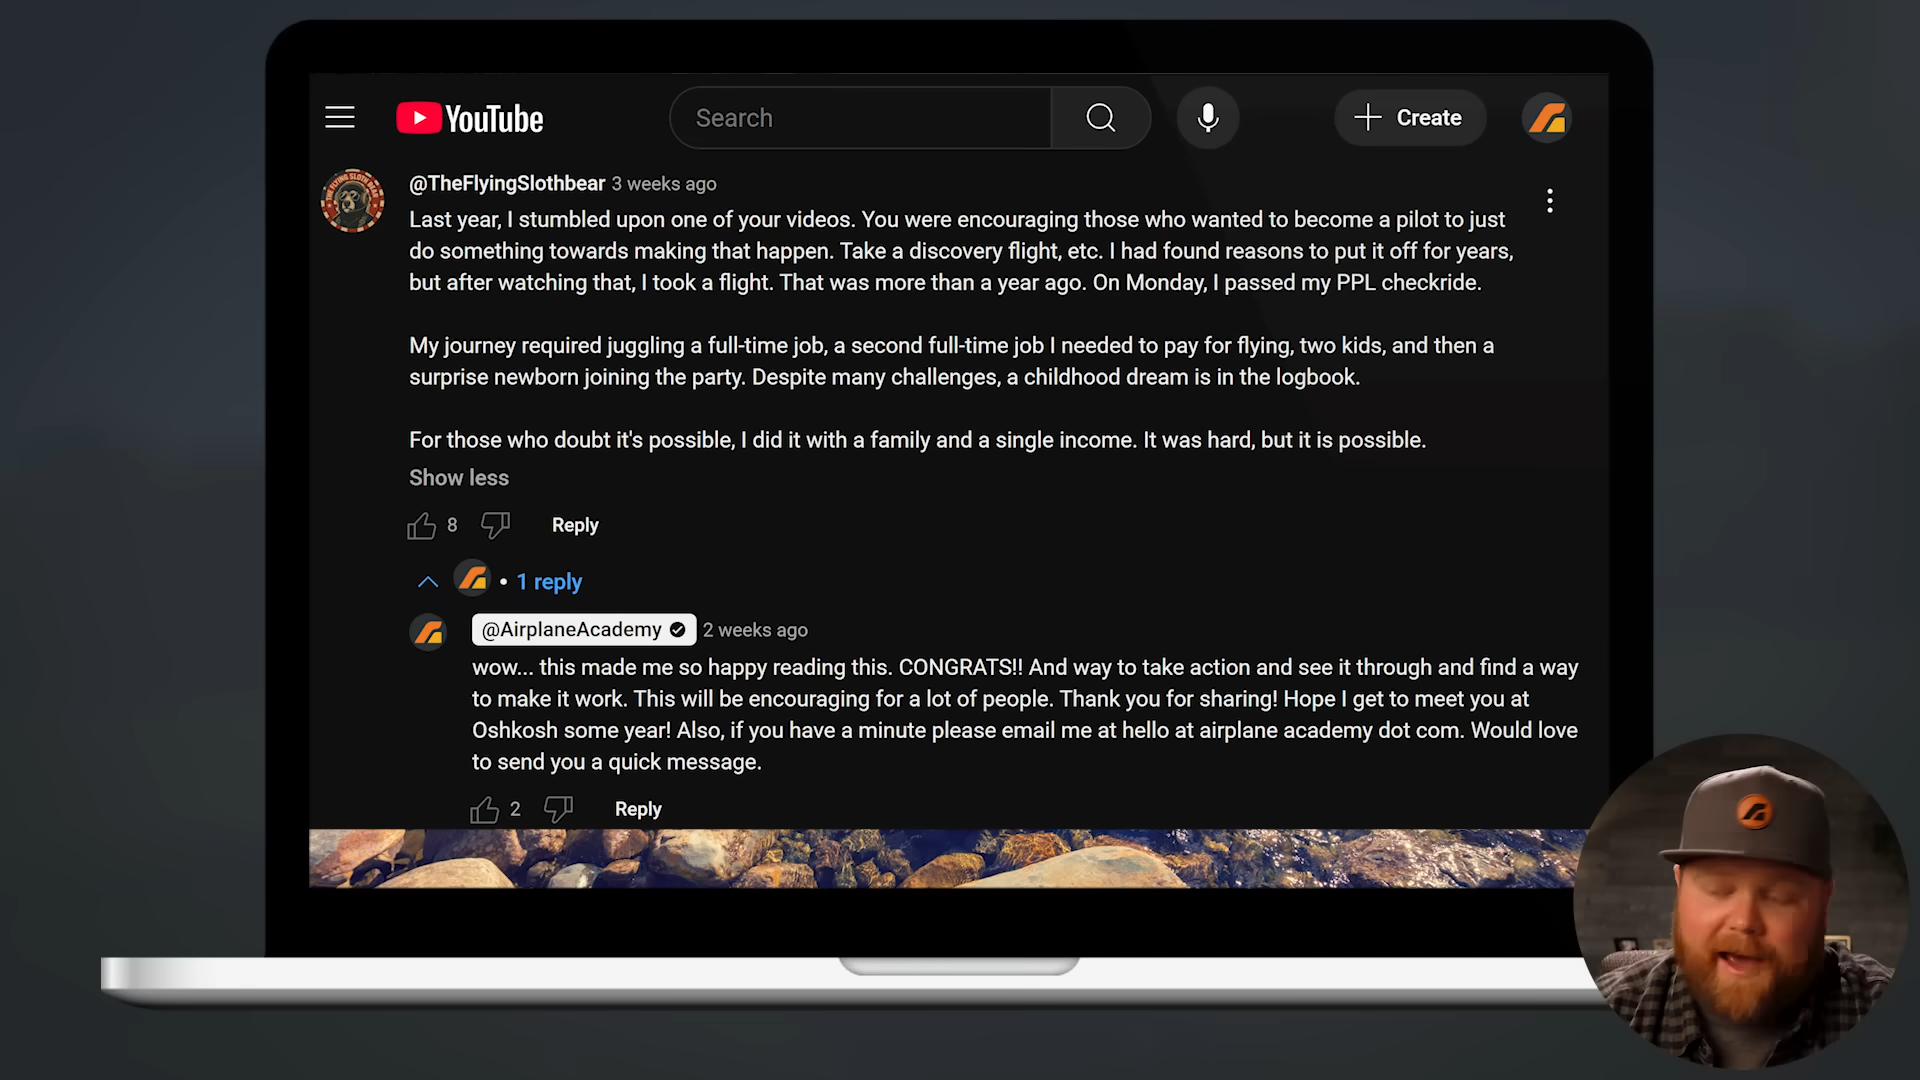 YouTube
Search
Create
@TheFlyingSlothbear 3 weeks ago
Last year, I stumbled upon one of your videos. You were encouraging those who wanted to become a pilot to just
do something towards making that happen. Take a discovery flight, etc. I had found reasons to put it off for years,
but after watching that, I took a flight. That was more than a year ago. On Monday, I passed my PPL checkride.
My journey required juggling a full-time job, a second full-time job I needed to pay for flying, two kids, and then a
surprise newborn joining the party. Despite many challenges, a childhood dream is in the logbook.
For those who doubt it's possible, I did it with a family and a single income. It was hard, but it is possible.
Show less
8 Reply
• 1 reply
@AirplaneAcademy 2 weeks ago
wow... this made me so happy reading this. CONGRATS!! And way to take action and see it through and find a way
to make it work. This will be encouraging for a lot of people. Thank you for sharing! Hope I get to meet you at
Oshkosh some year! Also, if you have a minute please email me at hello at airplane academy dot com. Would love
to send you a quick message.
2 Reply